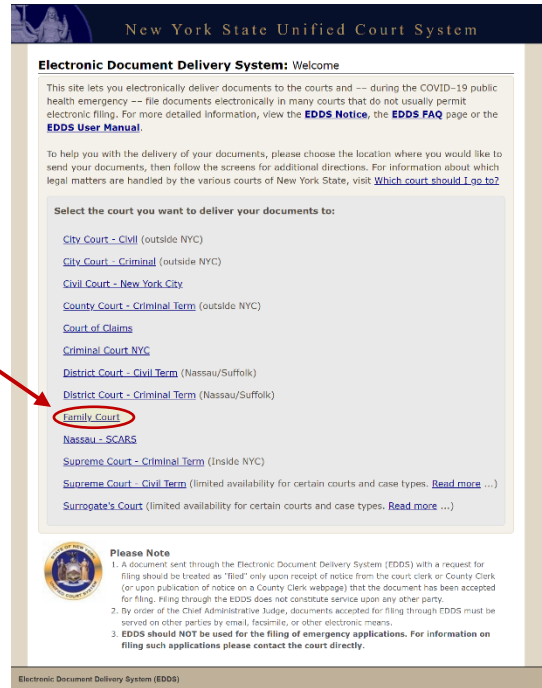 New York State Unified Court System
Electronic Document Delivery System: Welcome
This site lets you electronically deliver documents to the courts and –– during the COVID–19 public
health emergency –– file documents electronically in many courts that do not usually permit
electronic filing. For more detailed information, view the EDDS Notice, the EDDS FAQ page or the
EDDS User Manual.
To help you with the delivery of your documents, please choose the location where you would like to
send your documents, then follow the screens for additional directions. For information about which
legal matters are handled by the various courts of New York State, visit Which court should I go to?
Select the court you want to deliver your documents to:
City Court - Civil (outside NYC)
City Court - Criminal (outside NYC)
Civil Court - New York City
County Court - Criminal Term (outside NYC)
Court of Claims
Criminal Court NYC
District Court - Civil Term (Nassau/Suffolk)
District Court - Criminal Term (Nassau/Suffolk)
Family Court
Nassau - SCARS
Supreme Court - Criminal Term (Inside NYC)
Supreme Court - Civil Term (limited availability for certain courts and case types. Read more ...)
Surrogate's Court (limited availability for certain courts and case types. Read more ...)
Please Note
1. A document sent through the Electronic Document Delivery System (EDDS) with a request for
filing should be treated as "filed" only upon receipt of notice from the court clerk or County Clerk
(or upon publication of notice on a County Clerk webpage) that the document has been accepted
for filing. Filing through the EDDS does not constitute service upon any other party.
2. By order of the Chief Administrative Judge, documents accepted for filing through EDDS must be
served on other parties by email, facsimile, or other electronic means.
3. EDDS should NOT be used for the filing of emergency applications. For information on
filing such applications please contact the court directly.
Electronic Document Delivery System (EDDS)